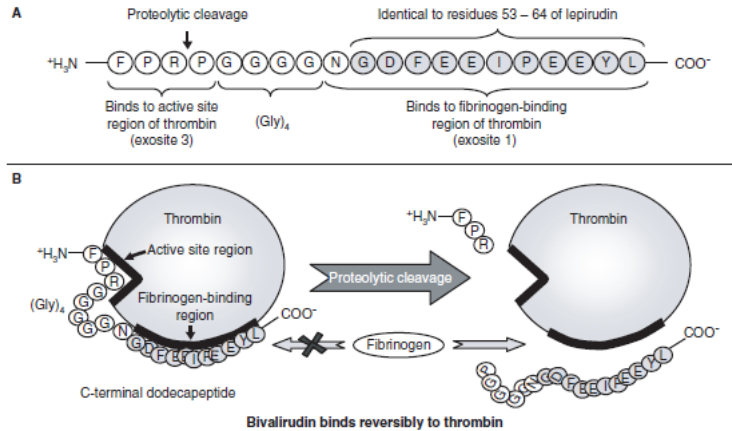 A
Proteolytic cleavage
Identical to residues 53 – 64 of lepirudin
⁺H₃N F P R P G G G G N G D F E E I P E E Y L COO⁻
Binds to active site
region of thrombin
(exosite 3)
(Gly)₄
Binds to fibrinogen-binding
region of thrombin
(exosite 1)
B
Thrombin
⁺H₃N F P R
Active site region
(Gly)₄
G G G G N G D F E E I P E E Y L
COO⁻
Fibrinogen-binding
region
C-terminal dodecapeptide
Proteolytic cleavage
Fibrinogen
⁺H₃N F P R
Thrombin
COO⁻
P G G G G N G D F E E I P E E Y L
Bivalirudin binds reversibly to thrombin